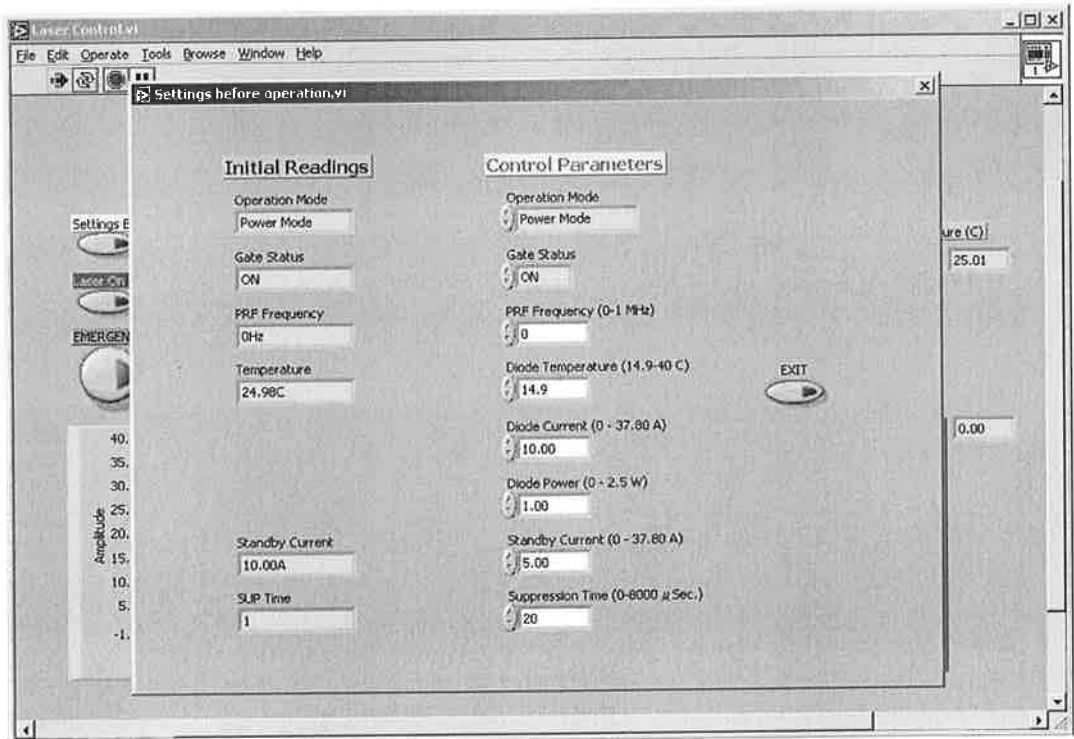 Laser Control.vi
File Edit Operate Tools Browse Window Help
1
Settings before operation.vi
Initial Readings
Control Parameters
Operation Mode
Power Mode
Gate Status
ON
PRF Frequency
0Hz
Temperature
24.98C
Standby Current
10.00A
SUP Time
1
Operation Mode
Power Mode
Gate Status
ON
PRF Frequency (0-1 MHz)
0
Diode Temperature (14.9-40 C)
14.9
Diode Current (0 - 37.80 A)
10.00
Diode Power (0 - 2.5 W)
1.00
Standby Current (0 - 37.80 A)
5.00
Suppression Time (0-8000 µSec.)
20
EXIT
Settings B
Laser On
EMERGEN
ure (C)
25.01
0.00
Amplitude
40.
35.
30.
25.
20.
15.
10.
5.
-1.